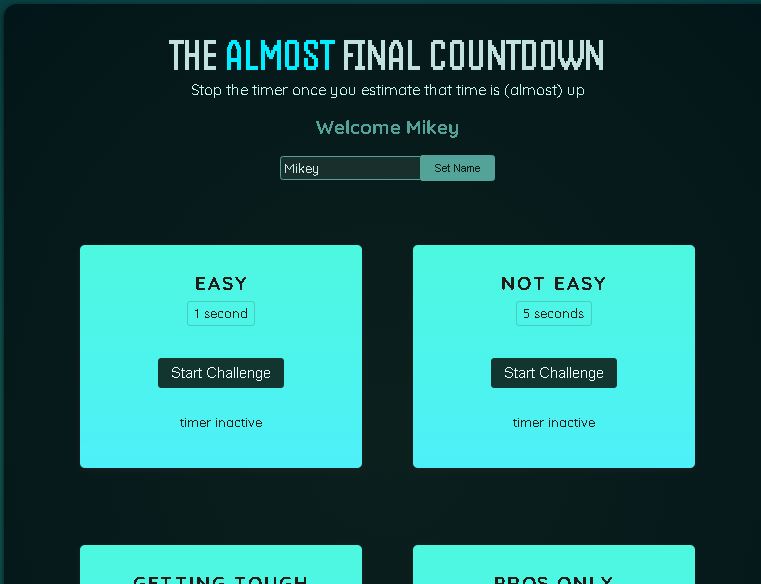 THE ALMOST FINAL COUNTDOWN
Stop the timer once you estimate that time is (almost) up
Welcome Mikey
Mikey Set Name
EASY
1 second
Start Challenge
timer inactive
NOT EASY
5 seconds
Start Challenge
timer inactive
GETTING TOUGH
PROS ONLY